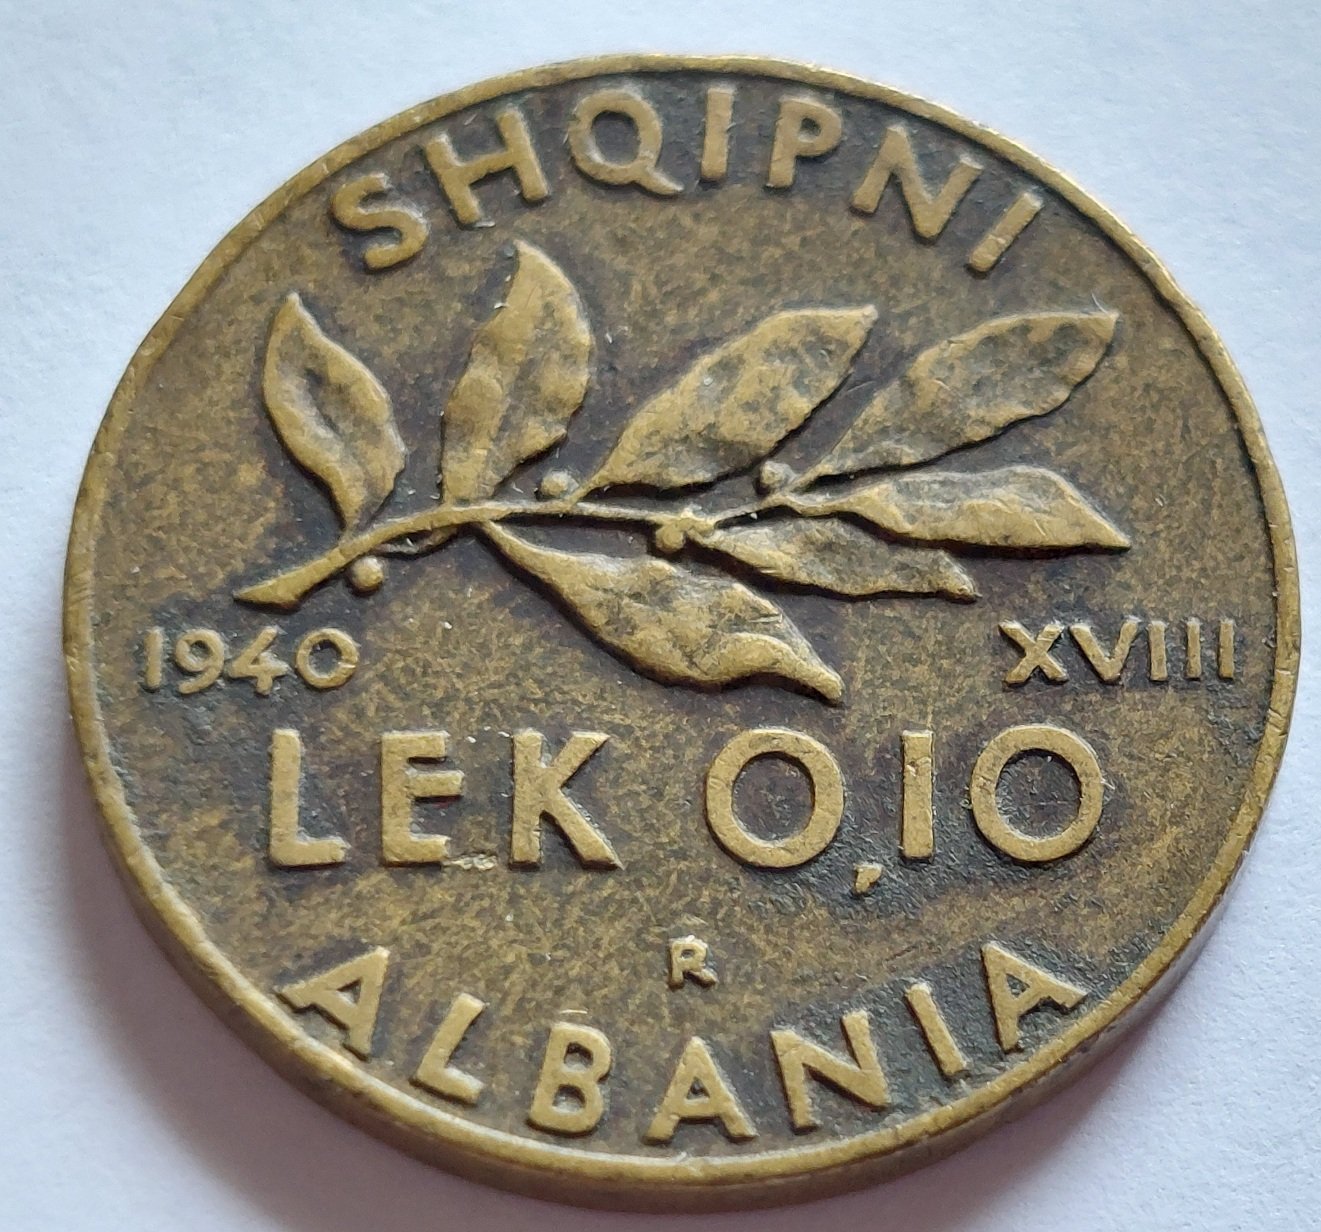 SHQIPNI
1940 XVIII
LEK 0,10
R
ALBANIA